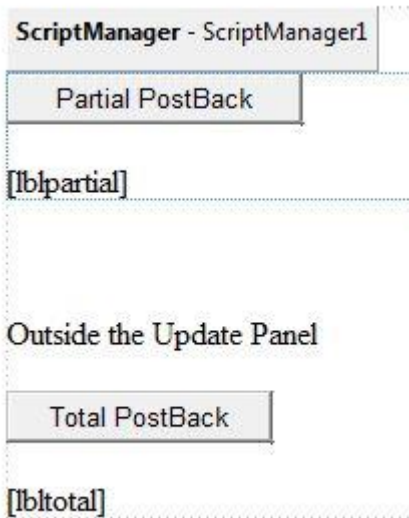 ScriptManager - ScriptManager1
Partial PostBack
[lblpartial]
Outside the Update Panel
Total PostBack
[lbltotal]